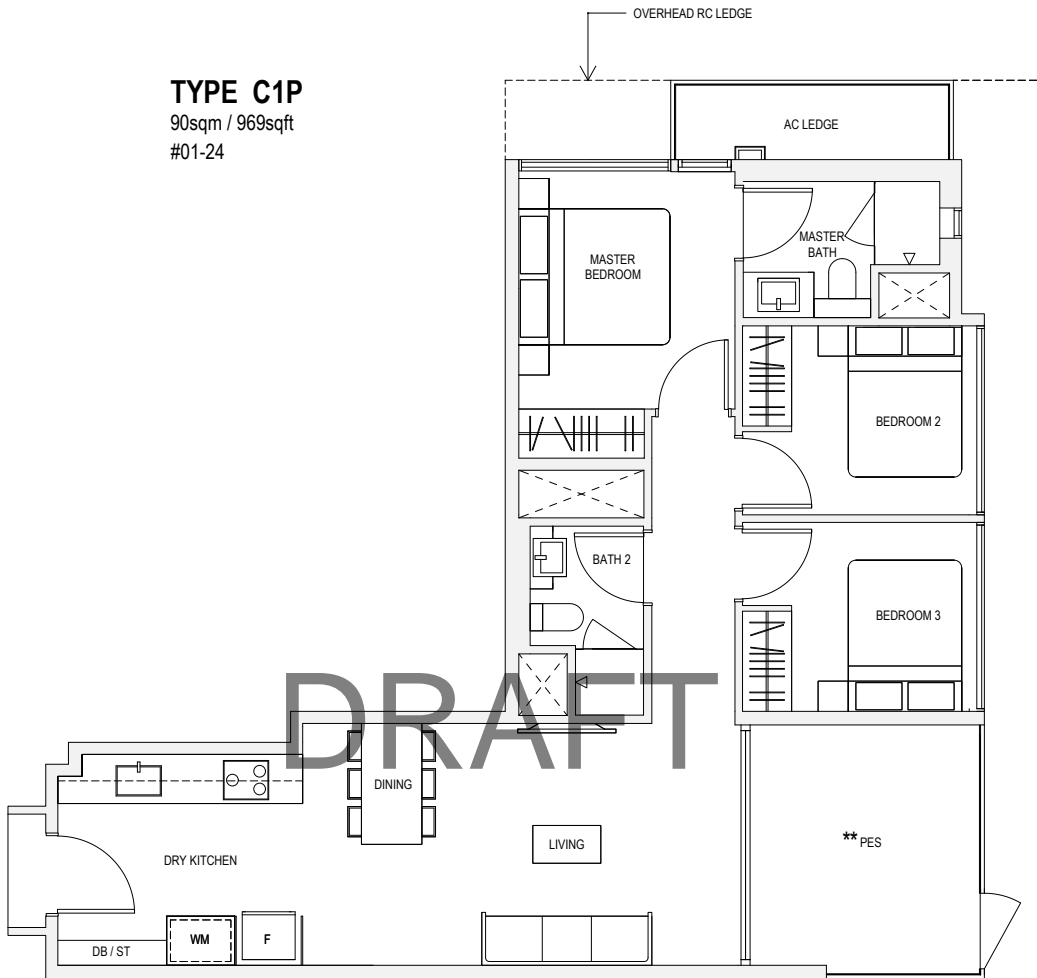 OVERHEAD RC LEDGE
TYPE C1P
90sqm / 969sqft
#01-24
AC LEDGE
MASTER
BATH
MASTER
BEDROOM
BEDROOM 2
BATH 2
BEDROOM 3
DRAFT
DINING
LIVING
** PES
DRY KITCHEN
DB / ST
WM
F